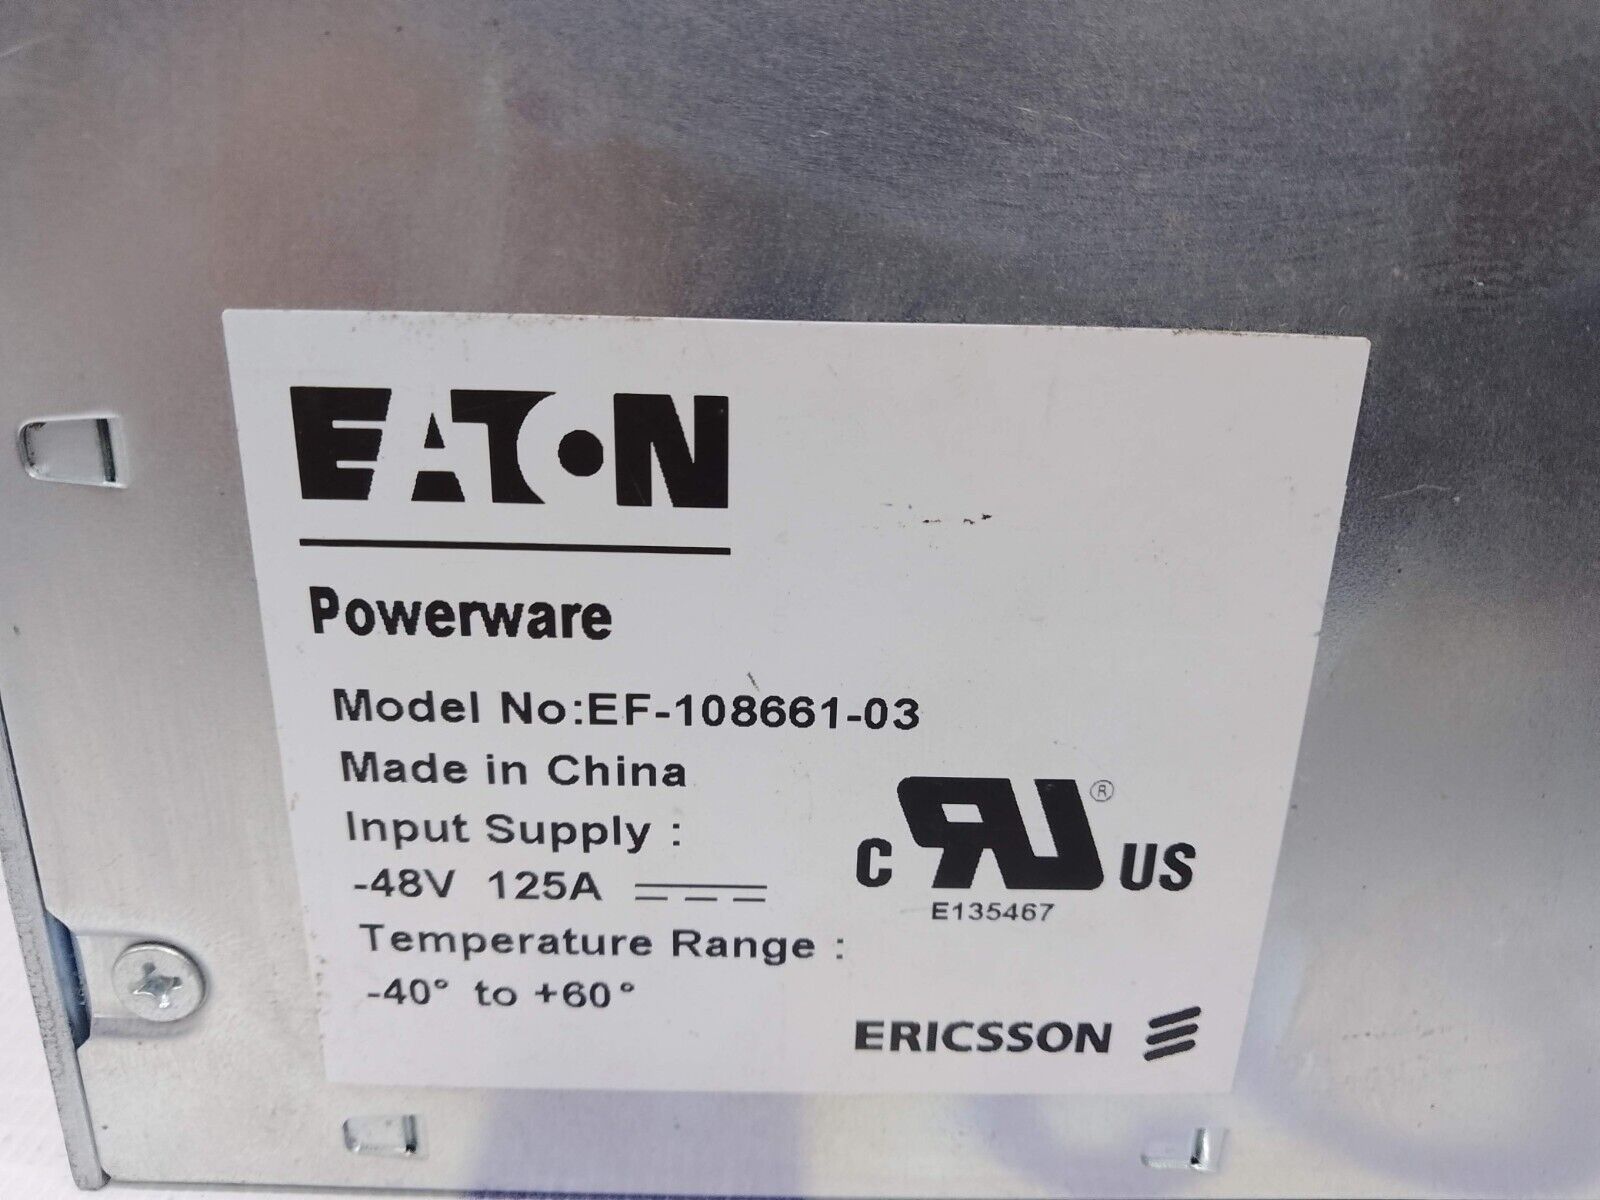 EATON
Powerware
Model No:EF-108661-03
Made in China
Input Supply :
-48V 125A
Temperature Range :
-40° to +60°
C RU ® US
E135467
ERICSSON